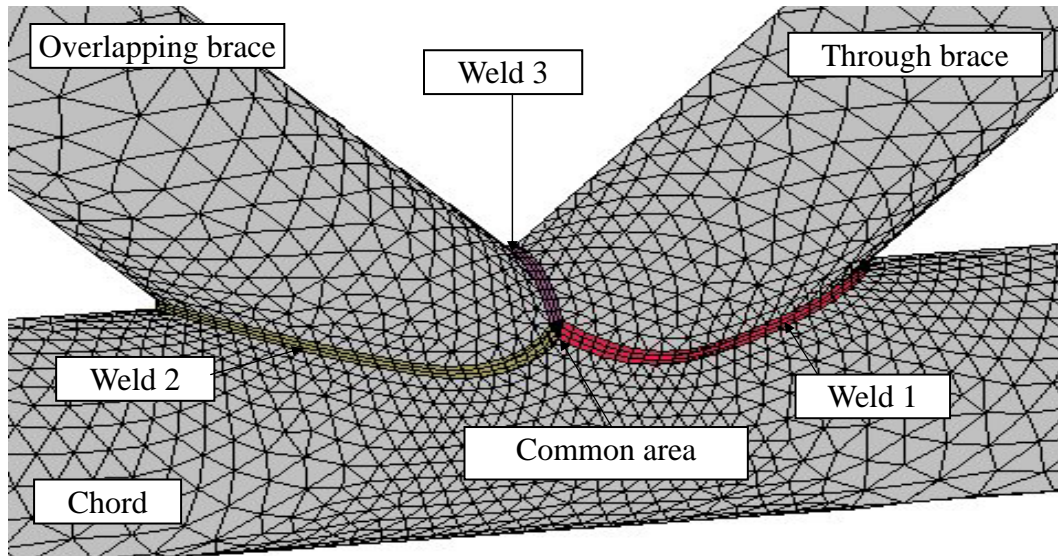 Overlapping brace
Weld 3
Through brace
Weld 2
Weld 1
Common area
Chord